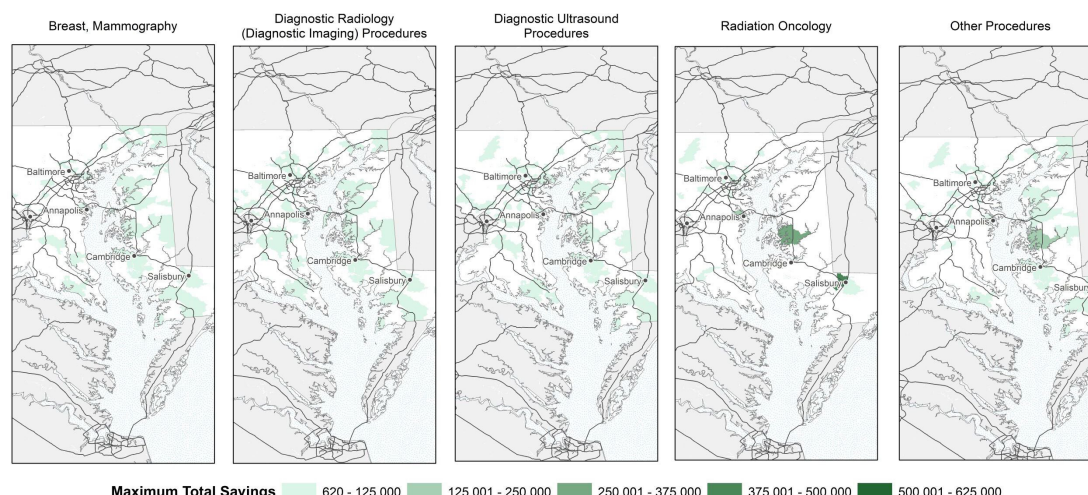 Breast, Mammography
Diagnostic Radiology
(Diagnostic Imaging) Procedures
Diagnostic Ultrasound
Procedures
Radiation Oncology
Other Procedures
Baltimore
Annapolis
Cambridge
Salisbury
Baltimore
Annapolis
Cambridge
Salisbury
Baltimore
Annapolis
Cambridge
Salisbury
Baltimore
Annapolis
Cambridge
Salisbury
Baltimore
Annapolis
Cambridge
Salisbury
Maximum Total Savings 620 - 125 000 125 001 - 250 000 250 001 - 375 000 375 001 - 500 000 500 001 - 625 000